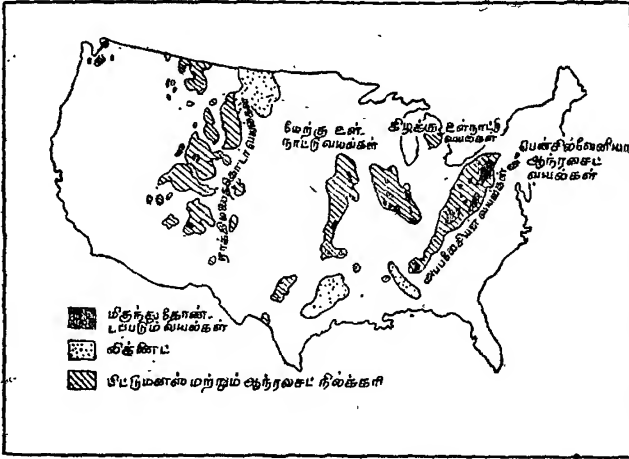 மேற்கு உள்-
நாட்டு வயல்கள்
கிழக்கு உள்நாட்டு
வயல்கள்
பென்சில்வேனியா
ஆந்ரசைட்
வயல்கள்
அப்பலேசியன் வயல்கள்
மிகுந்து தோண்-
டப்படும் வயல்கள்
லிக்னைட்
பிட்டுமனஸ் மற்றும் ஆந்ரசைட் நிலக்கரி